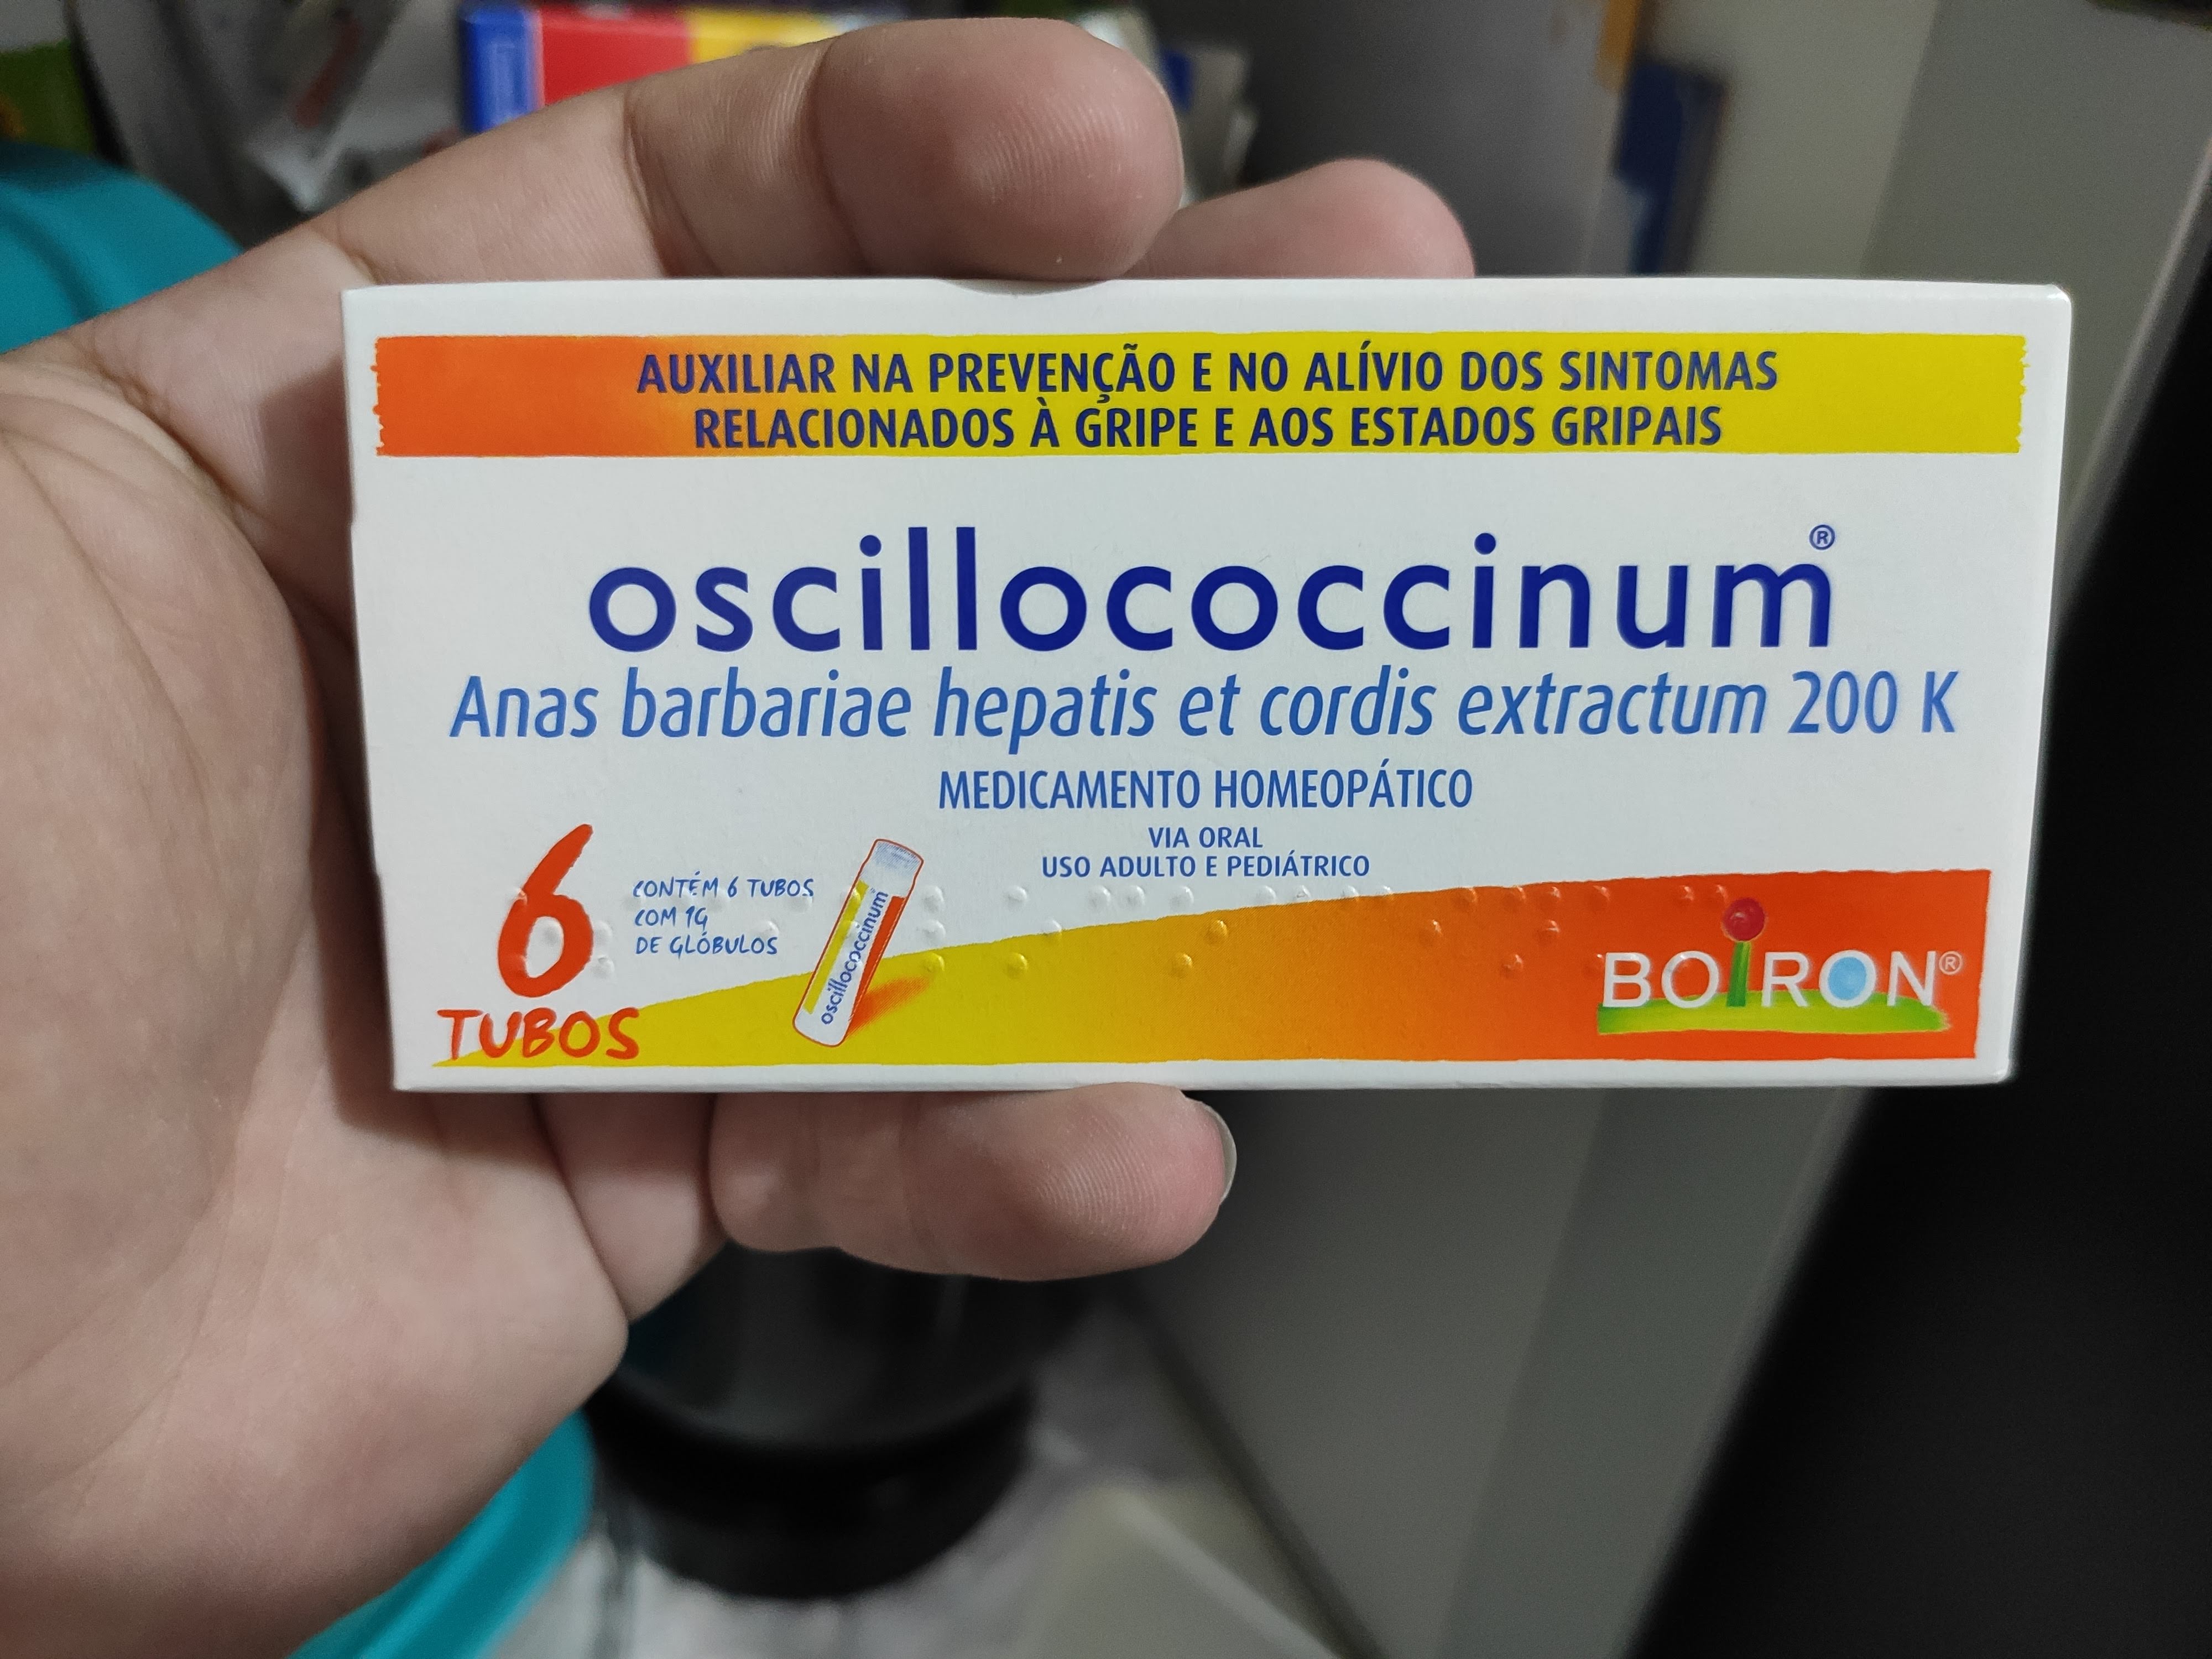 AUXILIAR NA PREVENÇÃO E NO ALÍVIO DOS SINTOMAS
RELACIONADOS À GRIPE E AOS ESTADOS GRIPAIS
oscillococcinum®
Anas barbariae hepatis et cordis extractum 200 K
MEDICAMENTO HOMEOPÁTICO
VIA ORAL
USO ADULTO E PEDIÁTRICO
6
TUBOS
CONTÉM 6 TUBOS
COM 1G
DE GLÓBULOS
oscillococcinum
BOIRON®